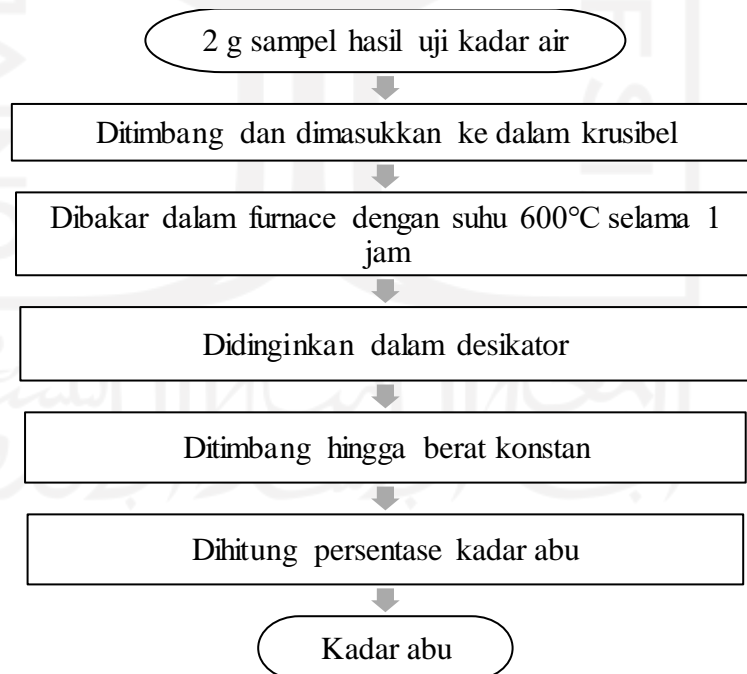 2 g sampel hasil uji kadar air
Ditimbang dan dimasukkan ke dalam krusibel
Dibakar dalam furnace dengan suhu 600°C selama 1
jam
Didinginkan dalam desikator
Ditimbang hingga berat konstan
Dihitung persentase kadar abu
Kadar abu